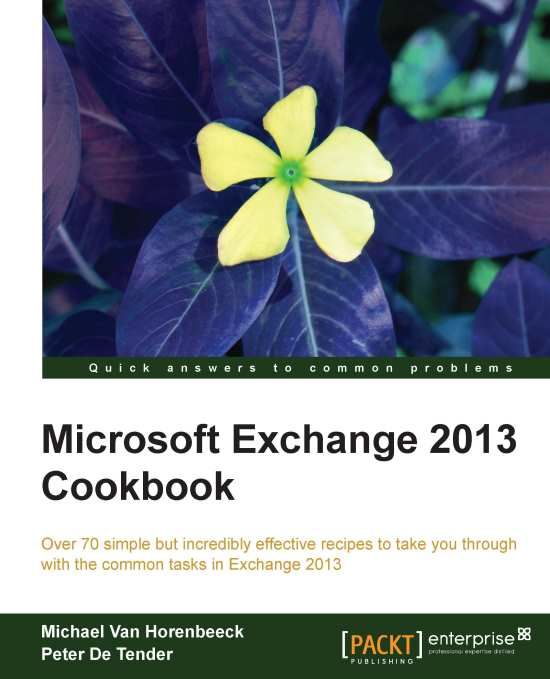 Quick answers to common problems
Microsoft Exchange 2013
Cookbook
Over 70 simple but incredibly effective recipes to take you through
with the common tasks in Exchange 2013
Michael Van Horenbeeck
Peter De Tender
[PACKT]
PUBLISHING
enterprise
professional expertise distilled